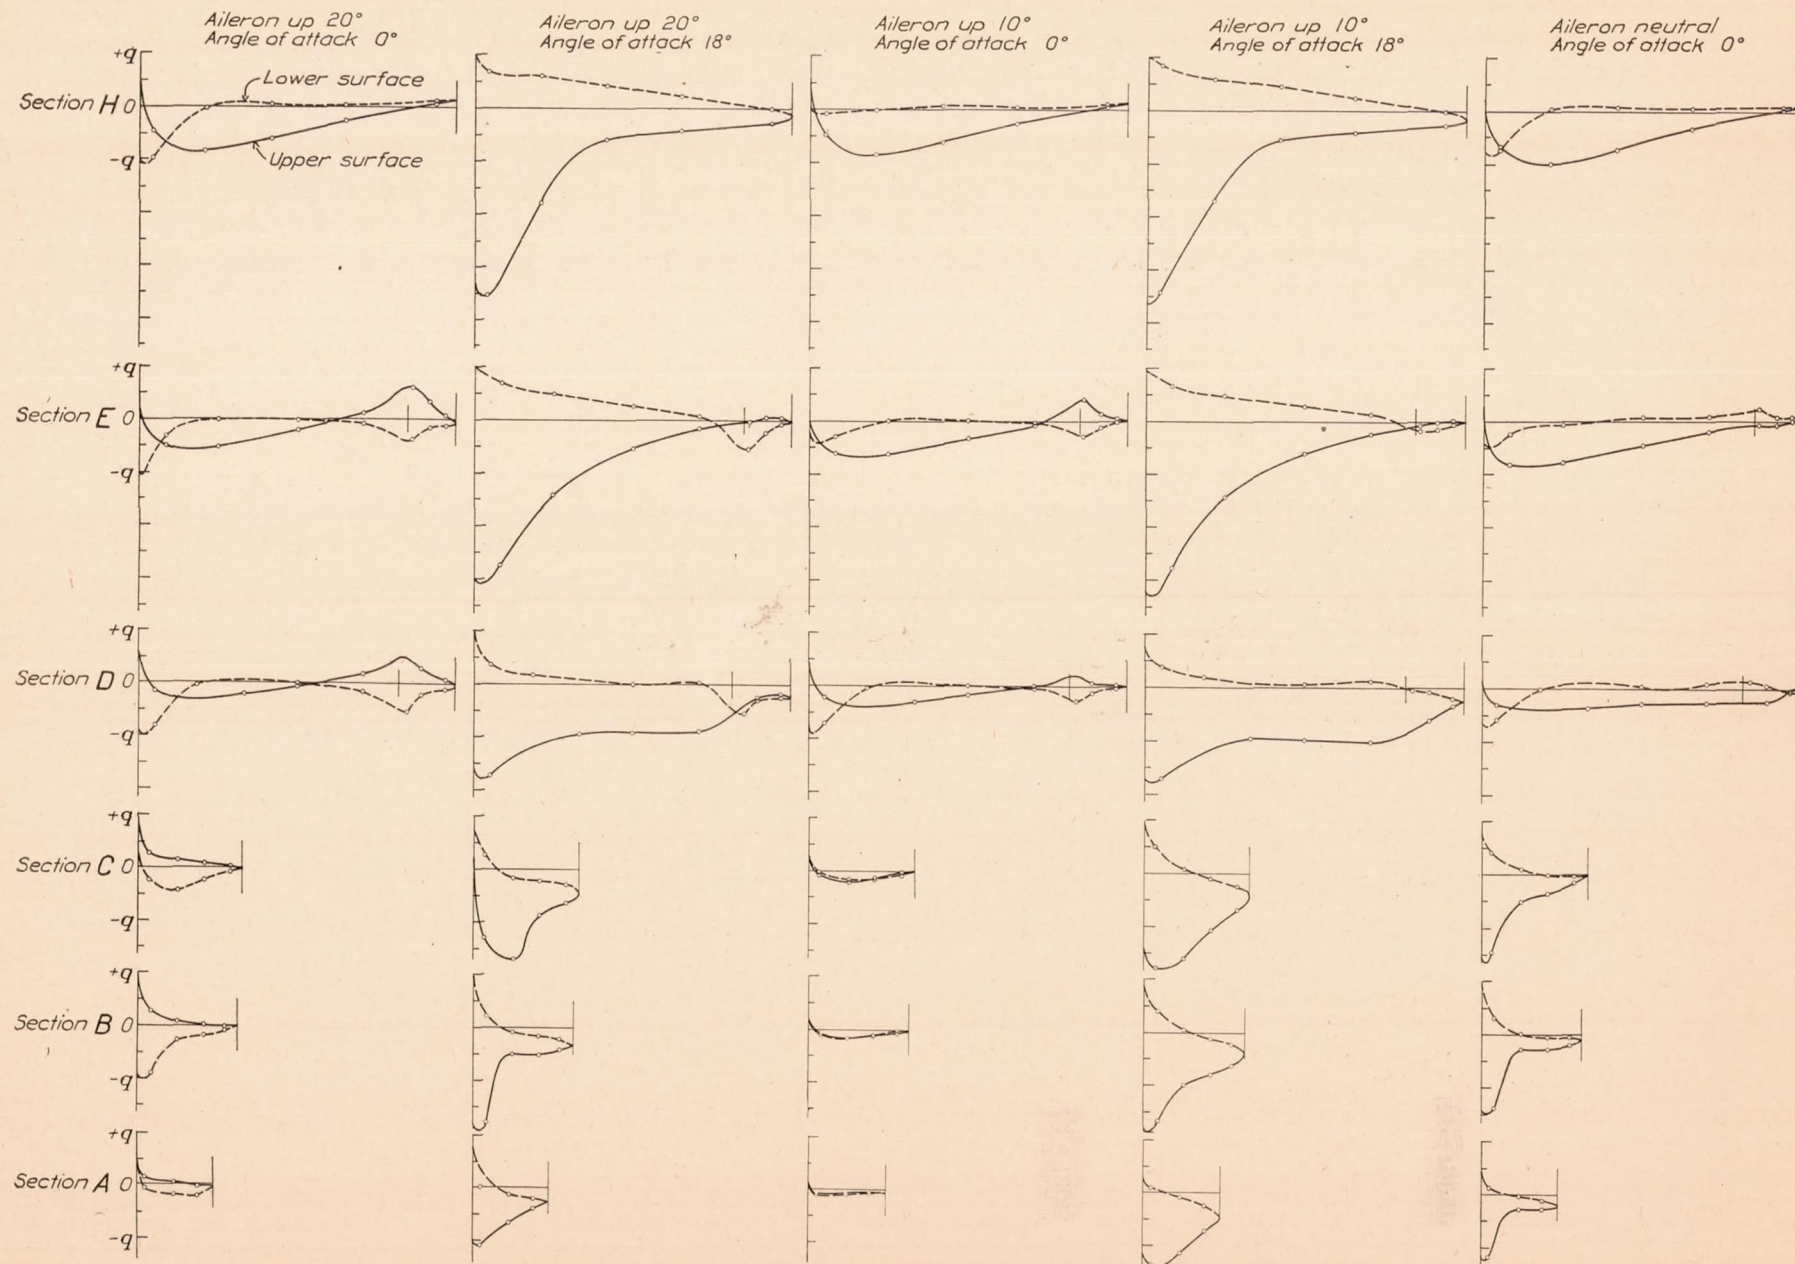 Aileron up 20°
Angle of attack 0°
Aileron up 20°
Angle of attack 18°
Aileron up 10°
Angle of attack 0°
Aileron up 10°
Angle of attack 18°
Aileron neutral
Angle of attack 0°
+q
Lower surface
Section H 0
-q
Upper surface
+q
Section E 0
-q
+q
Section D 0
-q
+q
Section C 0
-q
+q
Section B 0
-q
+q
Section A 0
-q